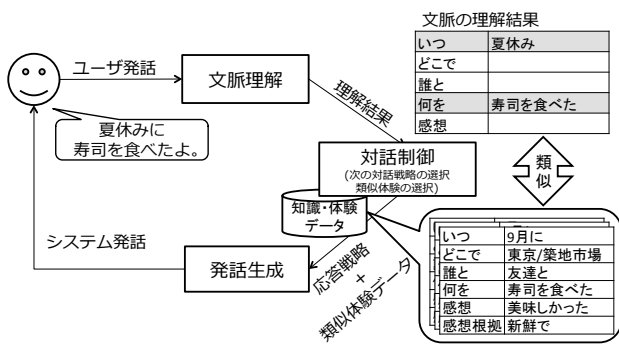 文脈の理解結果
いつ 夏休み
どこで
誰と
何を 寿司を食べた
感想
ユーザ発話
文脈理解
理解結果
夏休みに
寿司を食べたよ。
対話制御
(次の対話戦略の選択
類似体験の選択)
類似
知識・体験
データ
システム発話
発話生成
応答戦略
+
類似体験データ
いつ 9月に
どこで 東京/築地市場
誰と 友達と
何を 寿司を食べた
感想 美味しかった
感想根拠 新鮮で